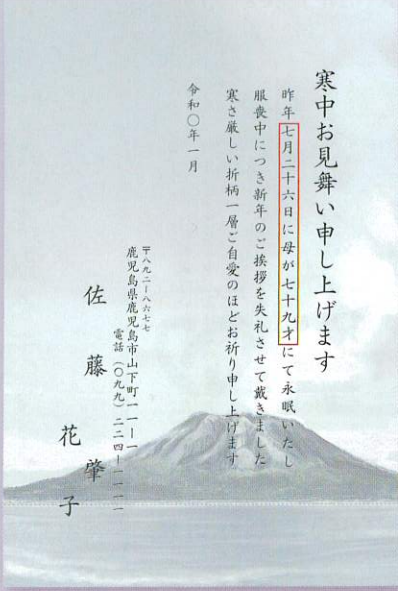 寒中お見舞い申し上げます
昨年七月二十六日に母が七十九才にて永眠いたし
服喪中につき新年のご挨拶を失礼させて戴きました
寒さ厳しい折柄一層ご自愛のほどお祈り申し上げます
令和〇年一月
〒八九二ー八六七七
鹿児島県鹿児島市山下町一一ー一
電話(〇九九)二二四ー一一一一
佐藤 肇
花子